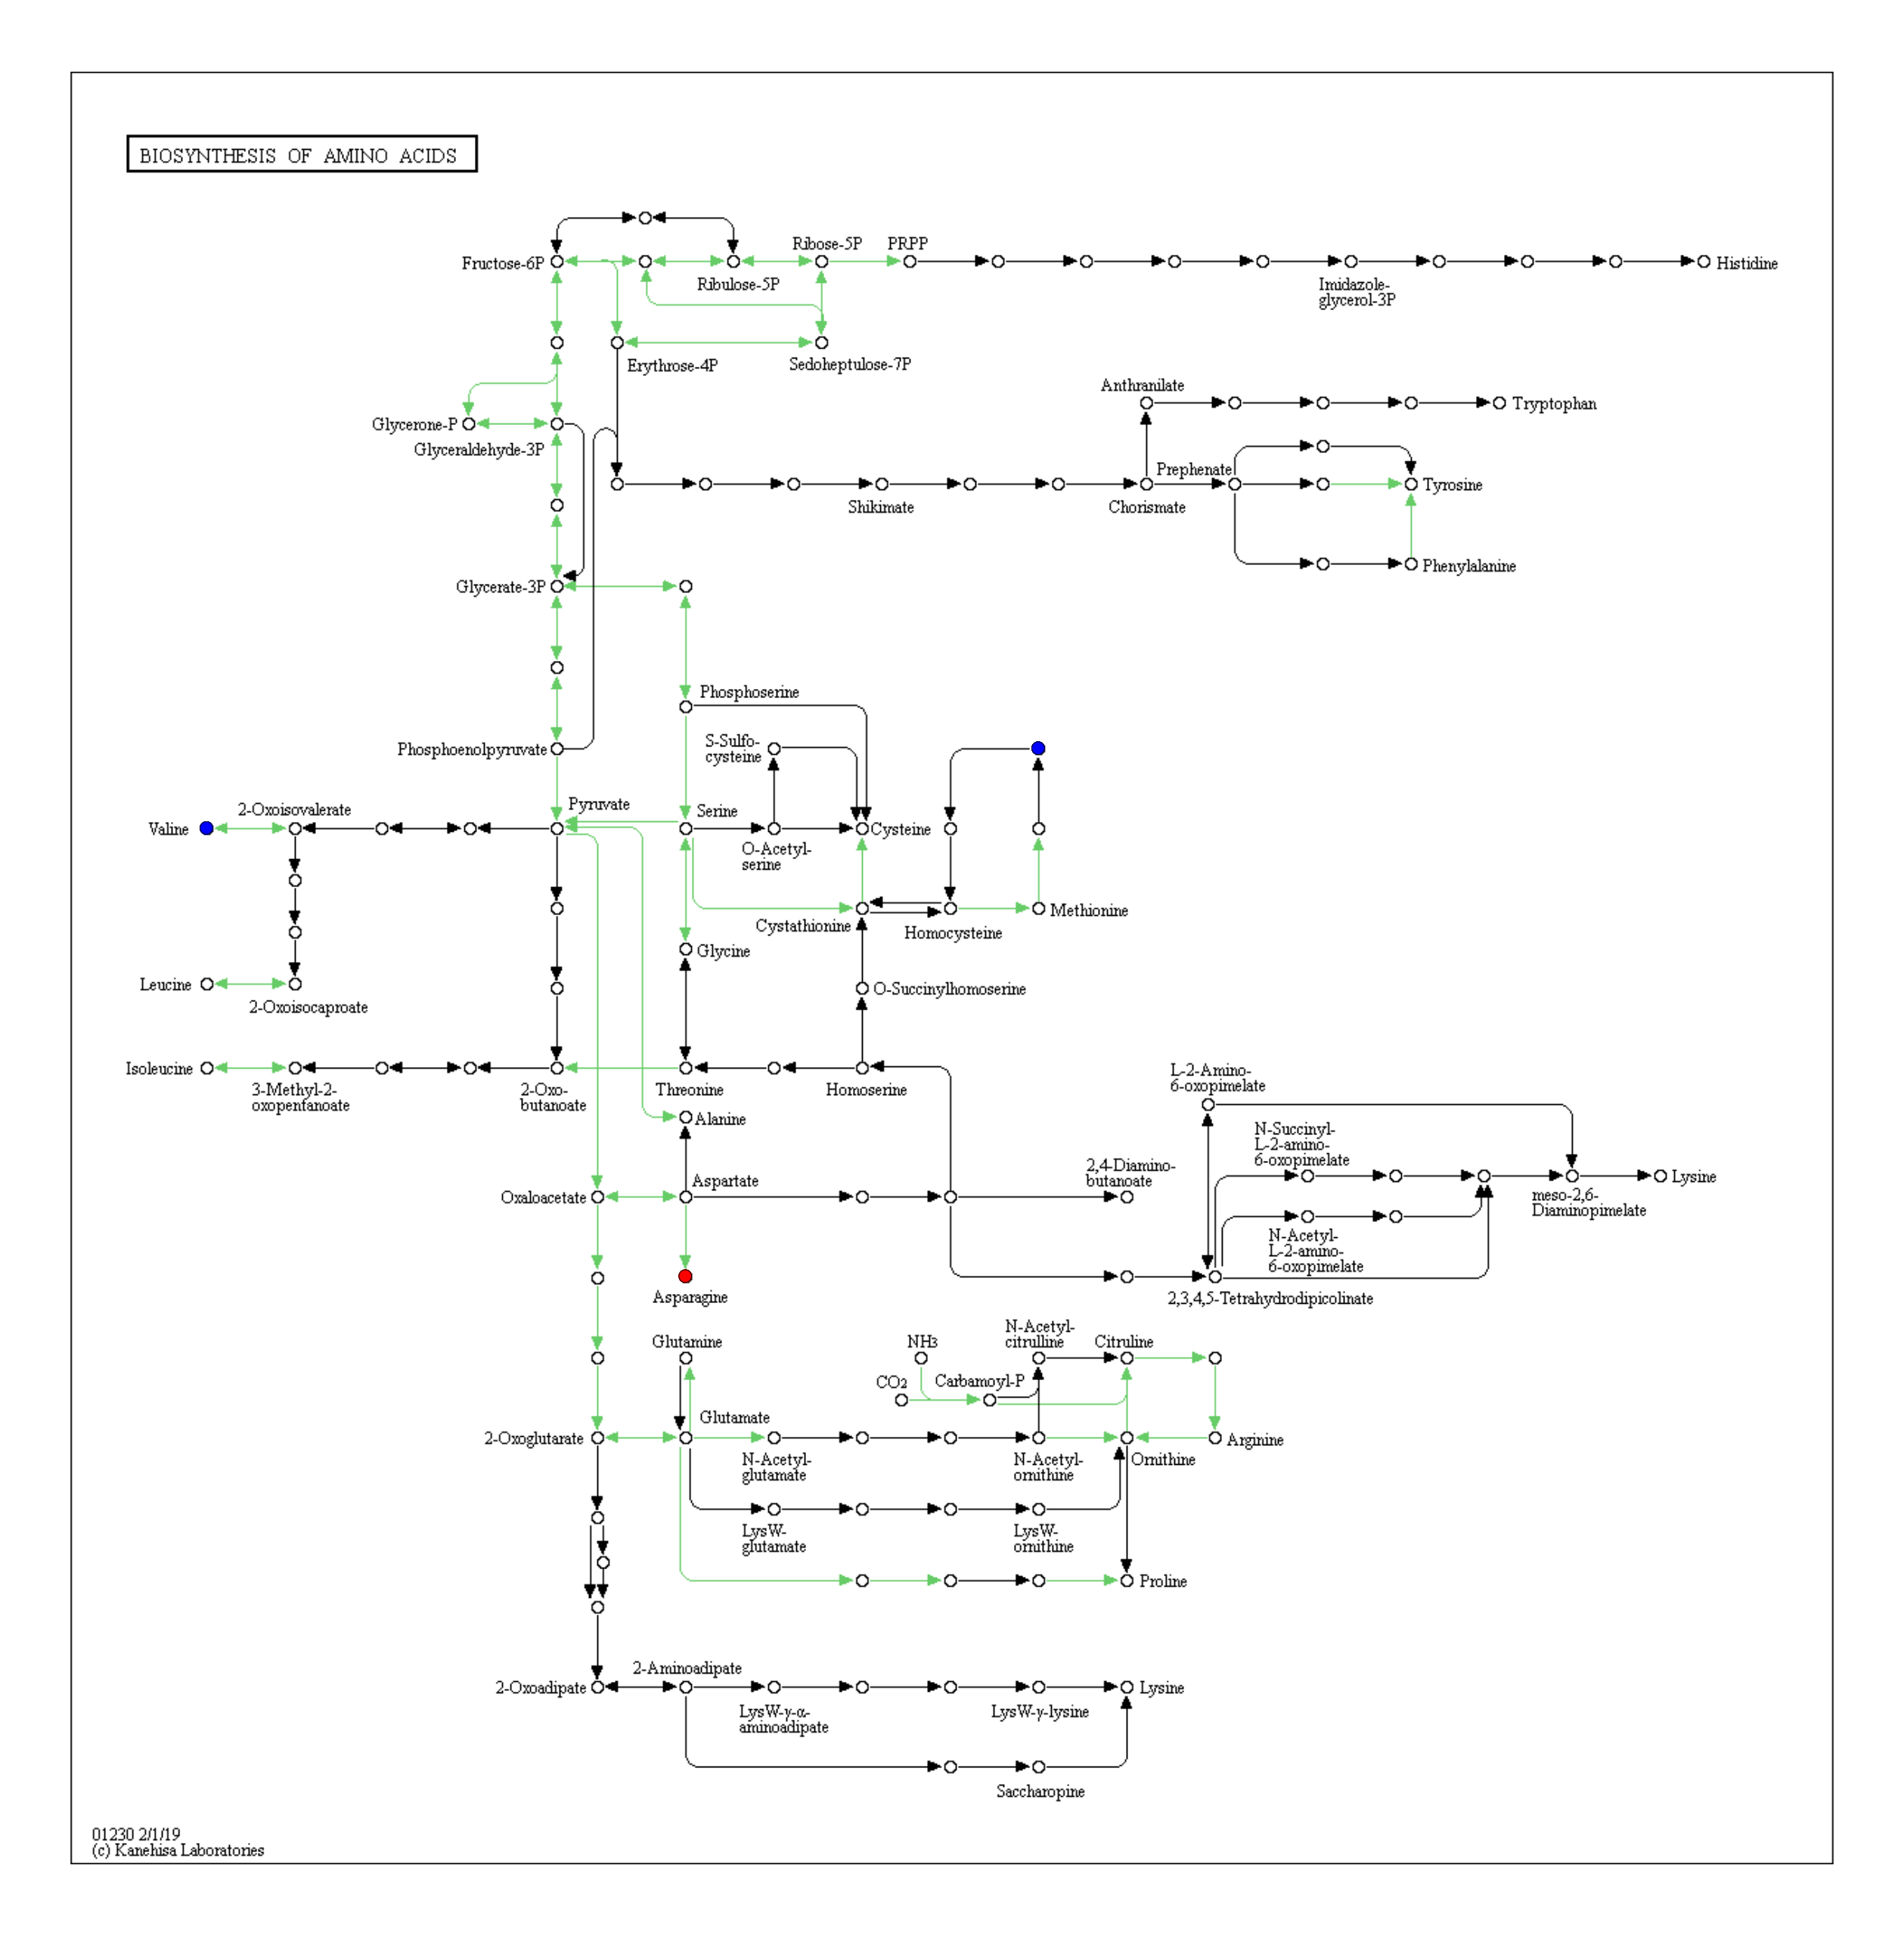 BIOSYNTHESIS OF AMINO ACIDS
Ribose-5P
PRPP
Fructose-6P
Histidine
Ribulose-5P
Imidazole-
glycerol-3P
Erythrose-4P
Sedoheptulose-7P
Anthranilate
Tryptophan
Glycerone-P
Glyceraldehyde-3P
Prephenate
Tyrosine
Shikimate
Chorismate
Phenylalanine
Glycerate-3P
Phosphoserine
S-Sulfo-
cysteine
Phosphoenolpyruvate
2-Oxoisovalerate
Pyruvate
Serine
Valine
Cysteine
O-Acetyl-
serine
Methionine
Cystathionine
Homocysteine
Glycine
Leucine
O-Succinylhomoserine
2-Oxoisocaproate
Isoleucine
3-Methyl-2-
oxopentanoate
2-Oxo-
butanoate
Threonine
Homoserine
L-2-Amino-
6-oxopimelate
Alanine
N-Succinyl-
L-2-amino-
6-oxopimelate
2,4-Diamino-
butanoate
Aspartate
Lysine
Oxaloacetate
meso-2,6-
Diaminopimelate
N-Acetyl-
L-2-amino-
6-oxopimelate
Asparagine
2,3,4,5-Tetrahydrodipicolinate
Glutamine
NH3
N-Acetyl-
citrulline
Citruline
CO2
Carbamoyl-P
Glutamate
2-Oxoglutarate
Arginine
N-Acetyl-
glutamate
N-Acetyl-
ornithine
Ornithine
LysW-
glutamate
LysW-
ornithine
Proline
2-Aminoadipate
2-Oxoadipate
Lysine
LysW-γ-α-
aminoadipate
LysW-γ-lysine
Saccharopine
01230 2/1/19
(c) Kanehisa Laboratories